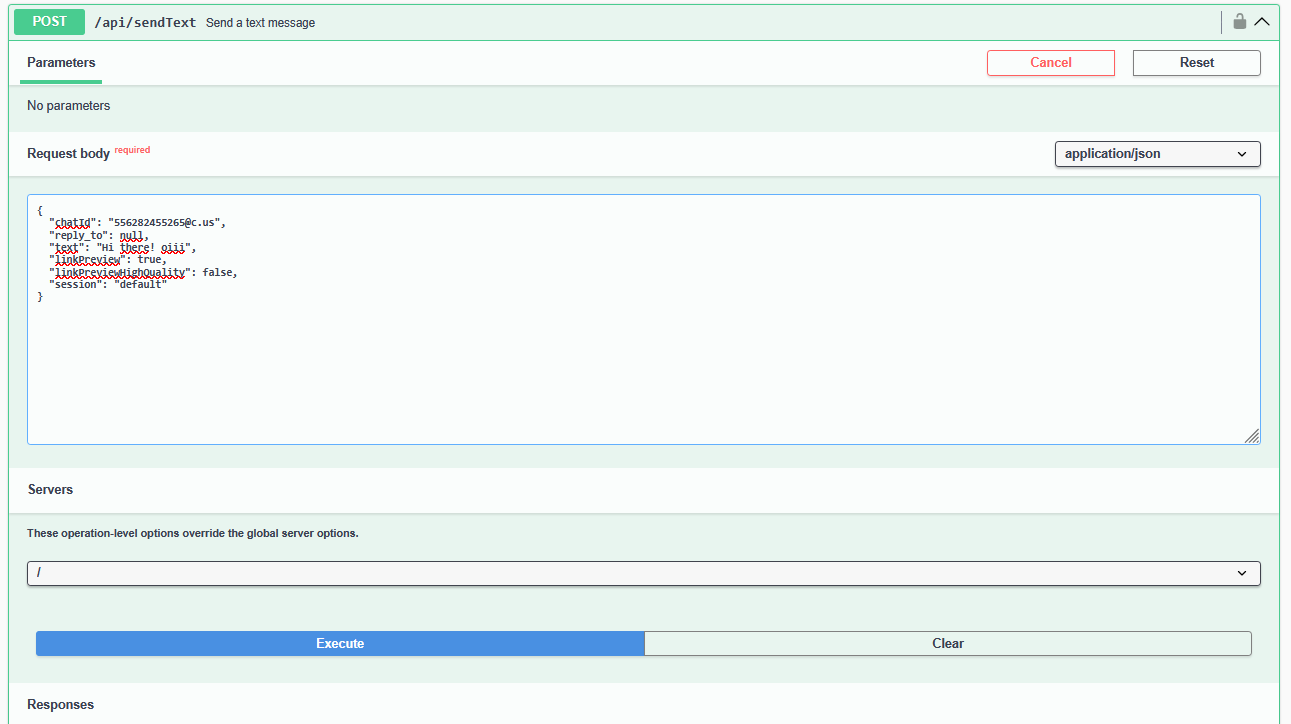 POST /api/sendText Send a text message
Parameters Cancel Reset
No parameters
Request body required application/json
{
  "chatId": "556282455265@c.us",
  "reply_to": null,
  "text": "Hi there! oiii",
  "linkPreview": true,
  "linkPreviewHighQuality": false,
  "session": "default"
}
Servers
These operation-level options override the global server options.
/
Execute Clear
Responses